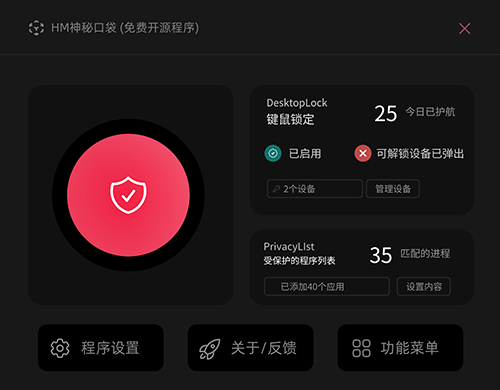 HM神秘口袋 (免费开源程序)
DesktopLock
键鼠锁定
25 今日已护航
已启用
可解锁设备已弹出
2个设备
管理设备
PrivacyLIst
受保护的程序列表
35 匹配的进程
已添加40个应用
设置内容
程序设置
关于/反馈
功能菜单